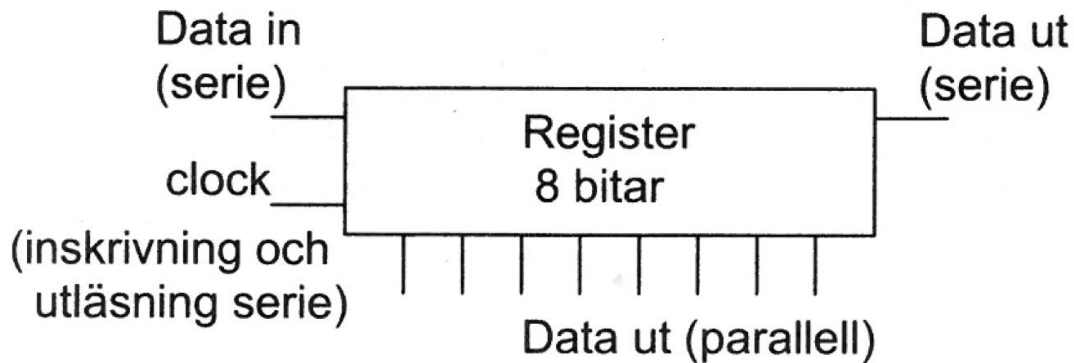 Data in
(serie)
Data ut
(serie)
Register
8 bitar
clock
(inskrivning och
utläsning serie)
Data ut (parallell)